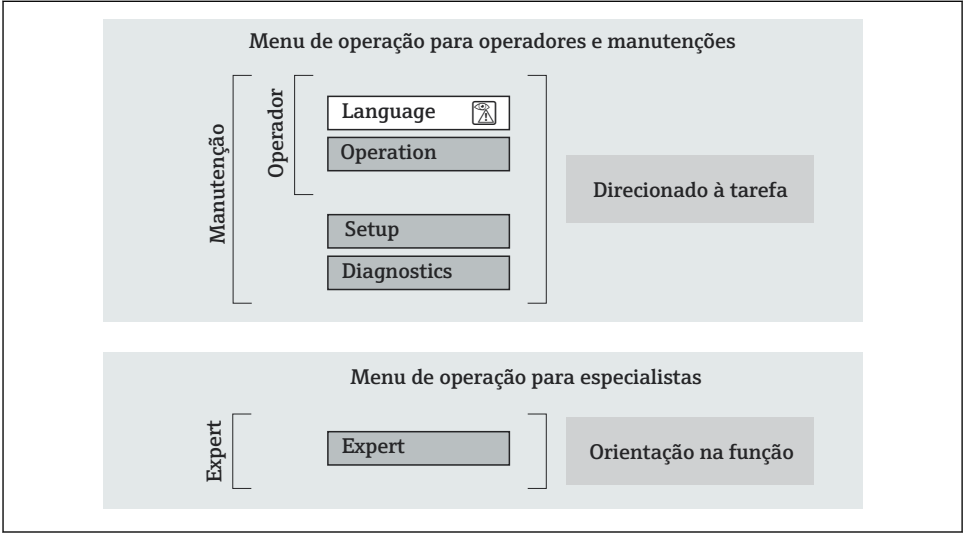 Menu de operação para operadores e manutenções
Manutenção
Operador
Language
Operation
Setup
Diagnostics
Direcionado à tarefa
Menu de operação para especialistas
Expert
Expert
Orientação na função